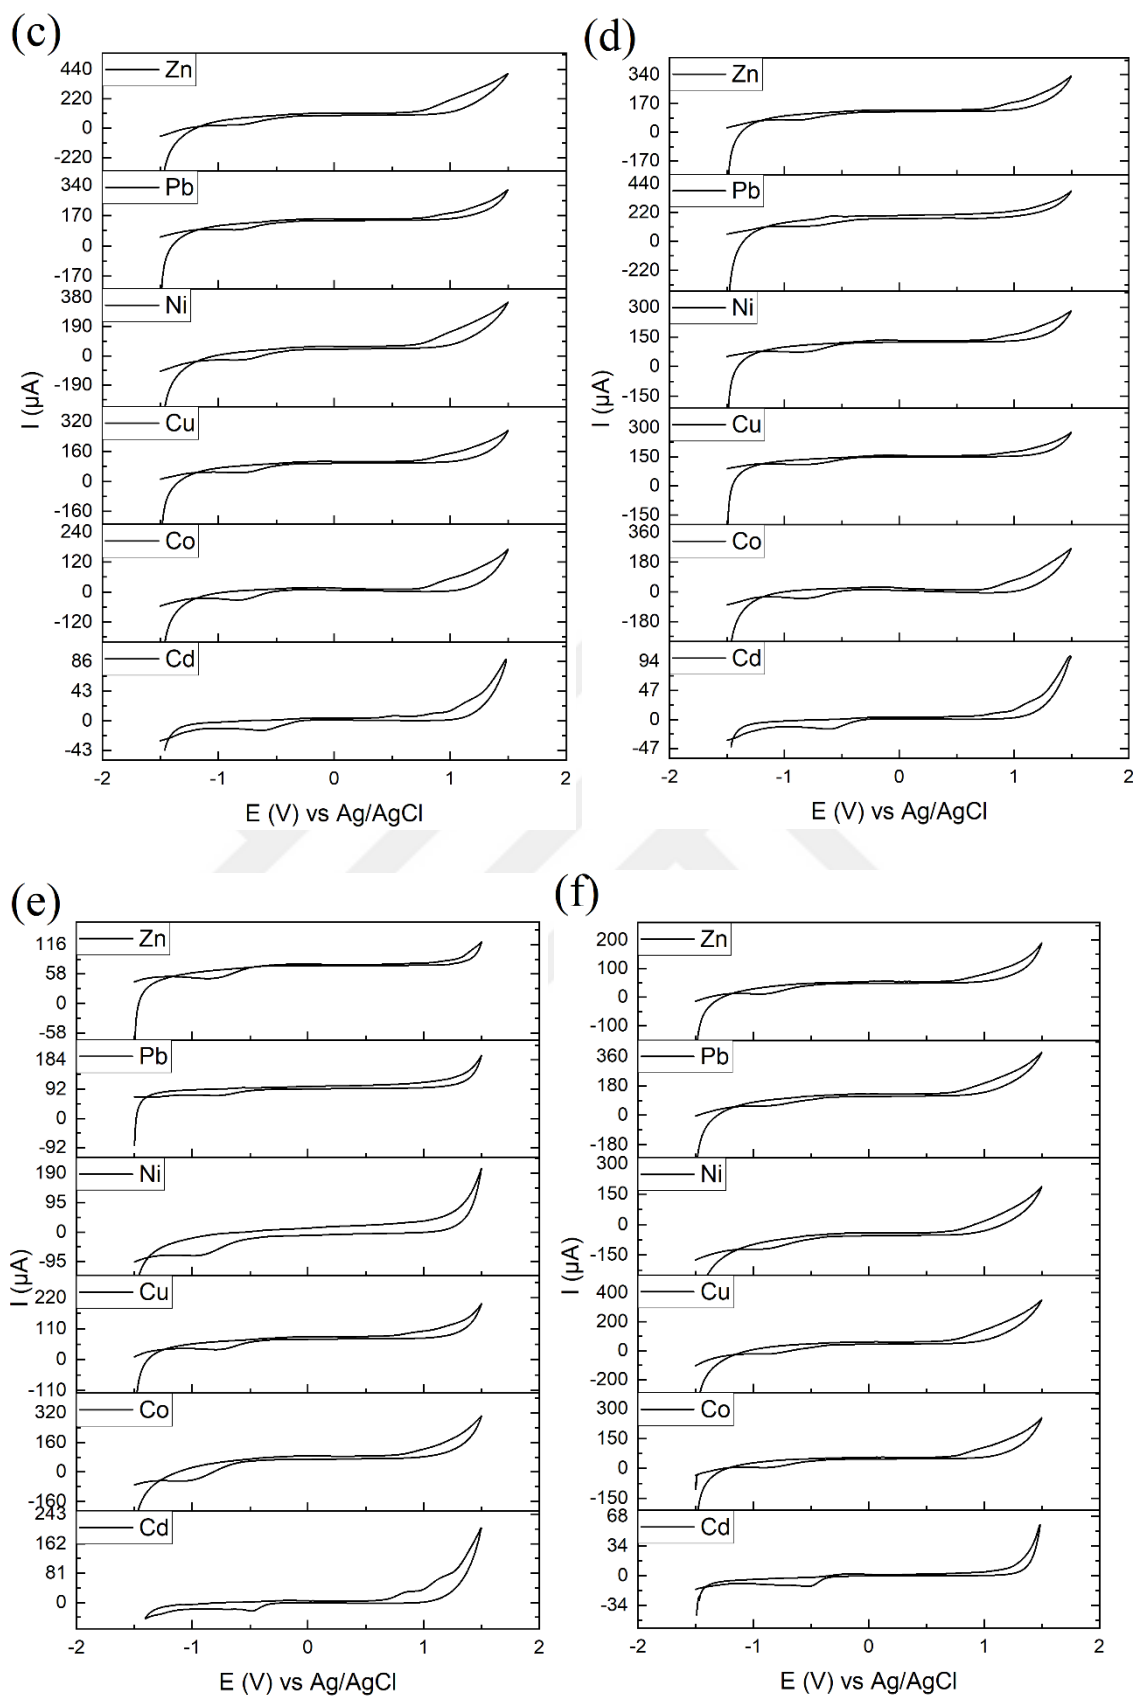 (c)
Zn
440
220
0
-220
Pb
340
170
0
-170
Ni
380
190
0
-190
Cu
320
160
0
-160
Co
240
120
0
-120
Cd
86
43
0
-43
I (µA)
-2 -1 0 1 2
E (V) vs Ag/AgCl
(d)
Zn
340
170
0
-170
Pb
440
220
0
-220
Ni
300
150
0
-150
Cu
300
150
0
-150
Co
360
180
0
-180
Cd
94
47
0
-47
I (µA)
-2 -1 0 1 2
E (V) vs Ag/AgCl
(e)
Zn
116
58
0
-58
Pb
184
92
0
-92
Ni
190
95
0
-95
Cu
220
110
0
-110
Co
320
160
0
-160
Cd
243
162
81
0
I (µA)
-2 -1 0 1 2
E (V) vs Ag/AgCl
(f)
Zn
200
100
0
-100
Pb
360
180
0
-180
Ni
300
150
0
-150
Cu
400
200
0
-200
Co
300
150
0
-150
Cd
68
34
0
-34
I (µA)
-2 -1 0 1 2
E (V) vs Ag/AgCl